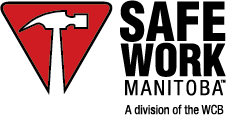 SAFE
WORK
MANITOBA™
A division of the WCB